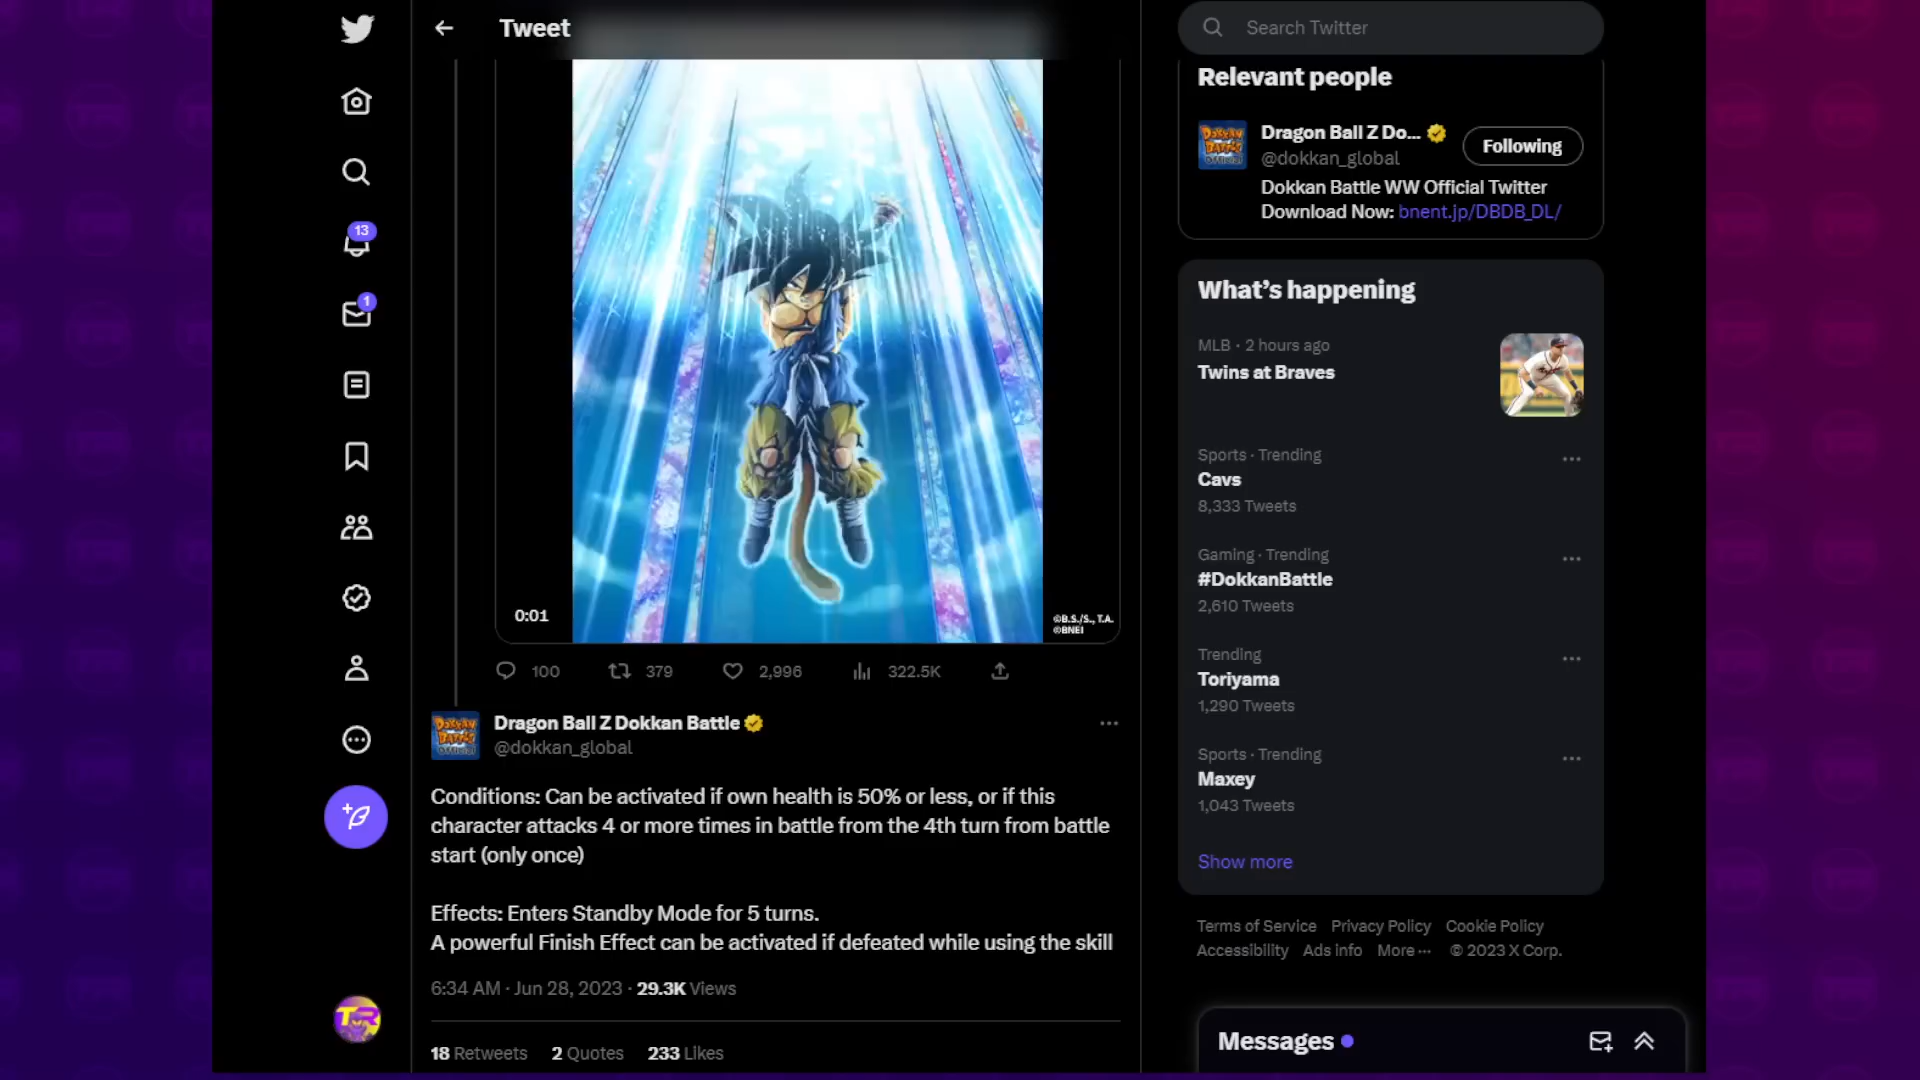 Tweet
Search Twitter
13
1
0:01
©B.S./S., T.A.
©BNEI
100
379
2,996
322.5K
Dragon Ball Z Dokkan Battle
@dokkan_global
Conditions: Can be activated if own health is 50% or less, or if this
character attacks 4 or more times in battle from the 4th turn from battle
start (only once)
Effects: Enters Standby Mode for 5 turns.
A powerful Finish Effect can be activated if defeated while using the skill
6:34 AM · Jun 28, 2023 · 29.3K Views
18 Retweets 2 Quotes 233 Likes
Relevant people
Dragon Ball Z Do...
@dokkan_global
Following
Dokkan Battle WW Official Twitter
Download Now: bnent.jp/DBDB_DL/
What's happening
MLB · 2 hours ago
Twins at Braves
Sports · Trending
Cavs
8,333 Tweets
Gaming · Trending
#DokkanBattle
2,610 Tweets
Trending
Toriyama
1,290 Tweets
Sports · Trending
Maxey
1,043 Tweets
Show more
Terms of Service Privacy Policy Cookie Policy
Accessibility Ads info More ··· © 2023 X Corp.
Messages
DOKKAN
BATTLE
Official
TR